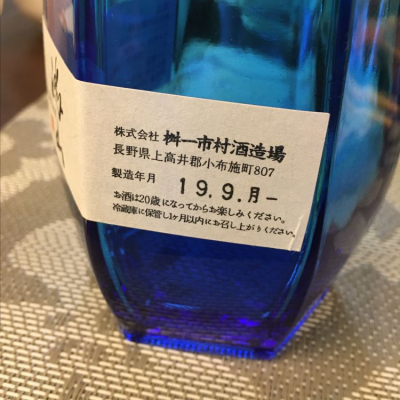 株式会社 桝一市村酒造場
長野県上高井郡小布施町807
製造年月 19.9.月一
お酒は20歳になってからお楽しみください。
冷蔵庫に保管し1ヶ月以内にお召し上がりください。